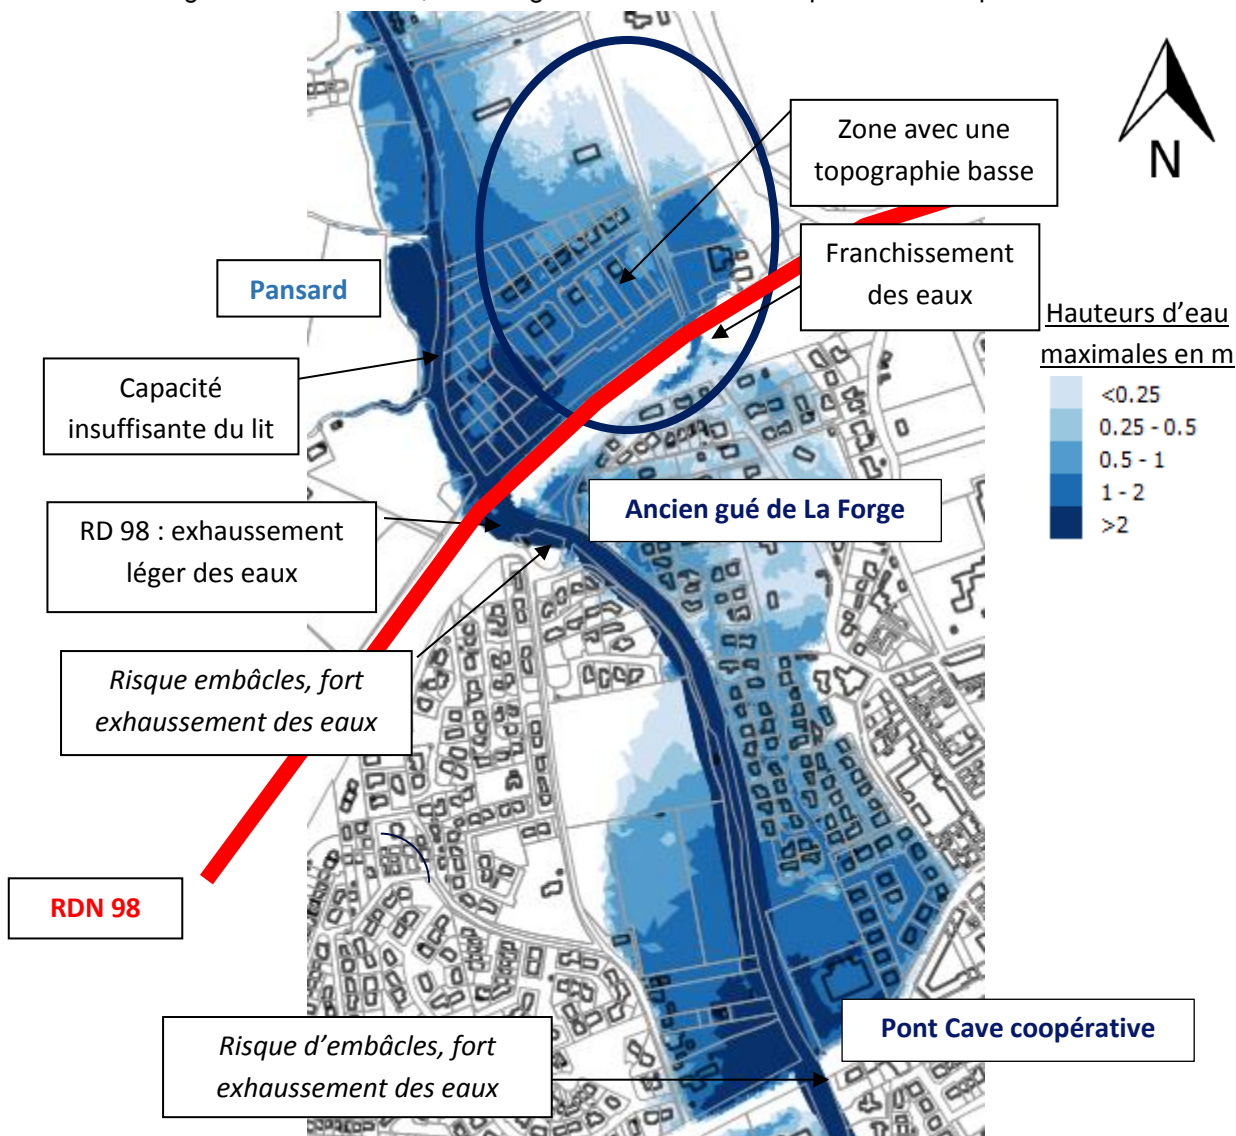 Zone avec une
topographie basse
N
Franchissement
des eaux
Pansard
Hauteurs d'eau
maximales en m
<0.25
0.25 - 0.5
0.5 - 1
1 - 2
>2
Capacité
insuffisante du lit
Ancien gué de La Forge
RD 98 : exhaussement
léger des eaux
Risque embâcles, fort
exhaussement des eaux
RDN 98
Pont Cave coopérative
Risque d'embâcles, fort
exhaussement des eaux